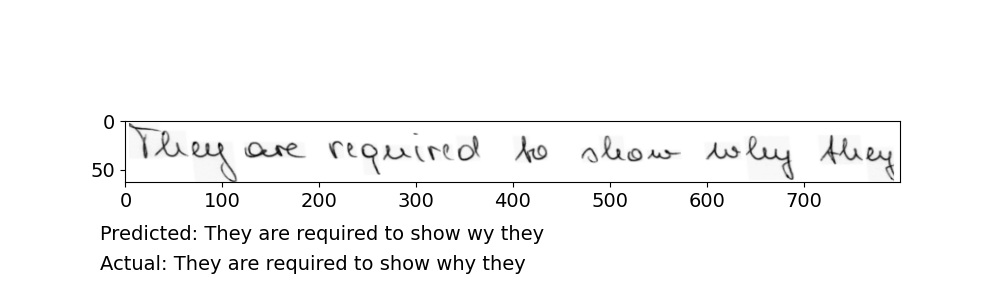 0
They are required to show why they
50
0 100 200 300 400 500 600 700
Predicted: They are required to show wy they
Actual: They are required to show why they